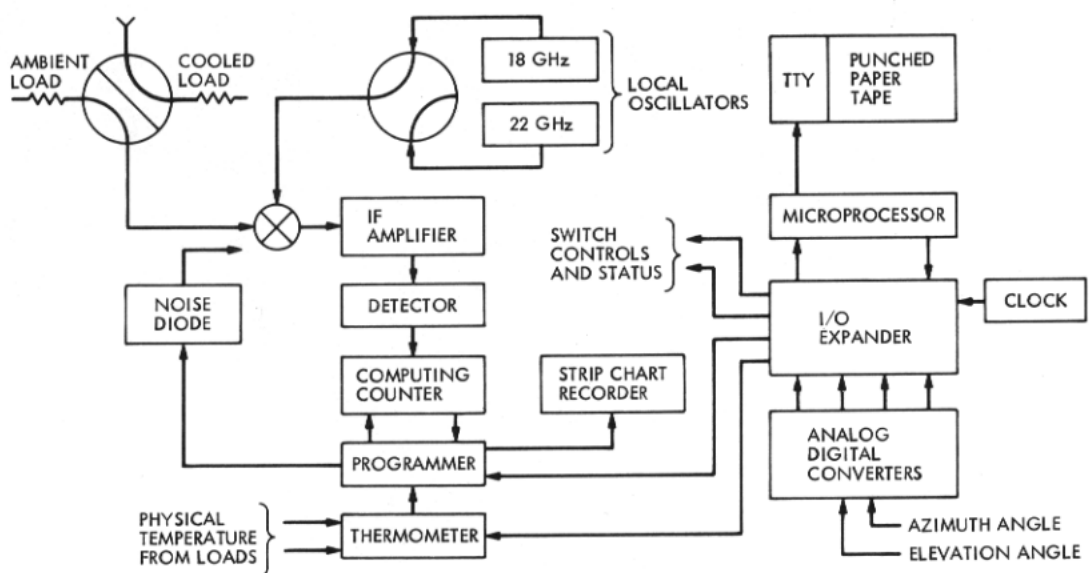 AMBIENT
LOAD
COOLED
LOAD
18 GHz
22 GHz
LOCAL
OSCILLATORS
TTY
PUNCHED
PAPER
TAPE
IF
AMPLIFIER
SWITCH
CONTROLS
AND STATUS
MICROPROCESSOR
NOISE
DIODE
DETECTOR
I/O
EXPANDER
CLOCK
COMPUTING
COUNTER
STRIP CHART
RECORDER
PROGRAMMER
ANALOG
DIGITAL
CONVERTERS
PHYSICAL
TEMPERATURE
FROM LOADS
THERMOMETER
AZIMUTH ANGLE
ELEVATION ANGLE